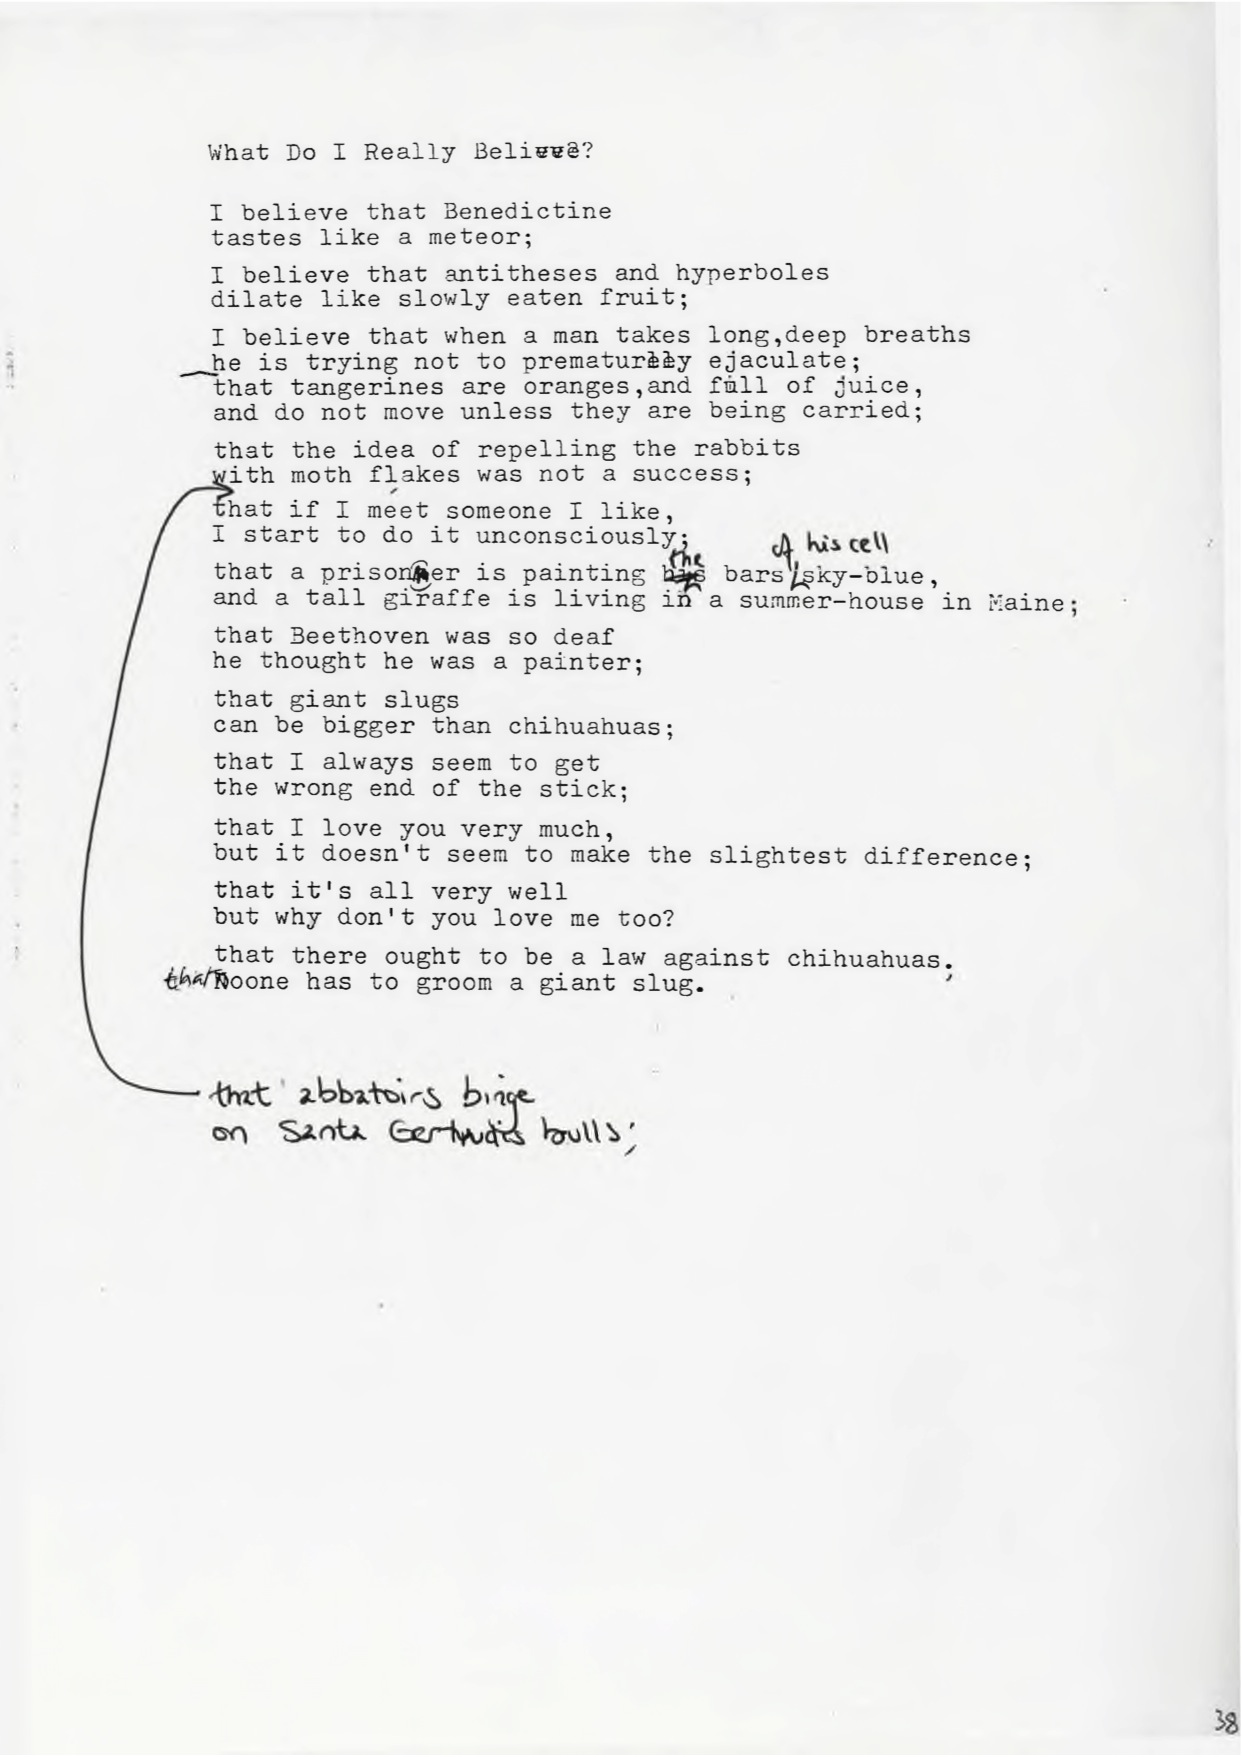 What Do I Really Believe?
I believe that Benedictine
tastes like a meteor;
I believe that antitheses and hyperboles
dilate like slowly eaten fruit;
I believe that when a man takes long,deep breaths
he is trying not to prematurely ejaculate;
that tangerines are oranges,and full of juice,
and do not move unless they are being carried;
that the idea of repelling the rabbits
with moth flakes was not a success;
that if I meet someone I like,
I start to do it unconsciously;
of his cell
the
that a prisoner is painting his bars sky-blue,
and a tall giraffe is living in a summer-house in Maine;
that Beethoven was so deaf
he thought he was a painter;
that giant slugs
can be bigger than chihuahuas;
that I always seem to get
the wrong end of the stick;
that I love you very much,
but it doesn't seem to make the slightest difference;
that it's all very well
but why don't you love me too?
that there ought to be a law against chihuahuas;
that noone has to groom a giant slug.
that abbatoirs binge
on Santa Gertrudis bulls;
38